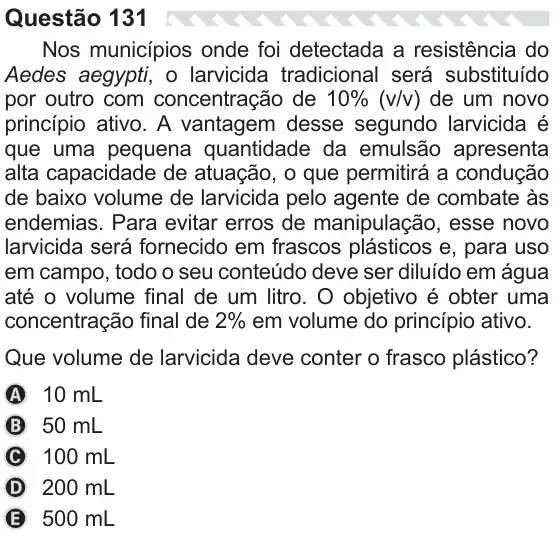 Questão 131
Nos municípios onde foi detectada a resistência do
Aedes aegypti, o larvicida tradicional será substituído
por outro com concentração de 10% (v/v) de um novo
princípio ativo. A vantagem desse segundo larvicida é
que uma pequena quantidade da emulsão apresenta
alta capacidade de atuação, o que permitirá a condução
de baixo volume de larvicida pelo agente de combate às
endemias. Para evitar erros de manipulação, esse novo
larvicida será fornecido em frascos plásticos e, para uso
em campo, todo o seu conteúdo deve ser diluído em água
até o volume final de um litro. O objetivo é obter uma
concentração final de 2% em volume do princípio ativo.
Que volume de larvicida deve conter o frasco plástico?
A 10 mL
B 50 mL
C 100 mL
D 200 mL
E 500 mL